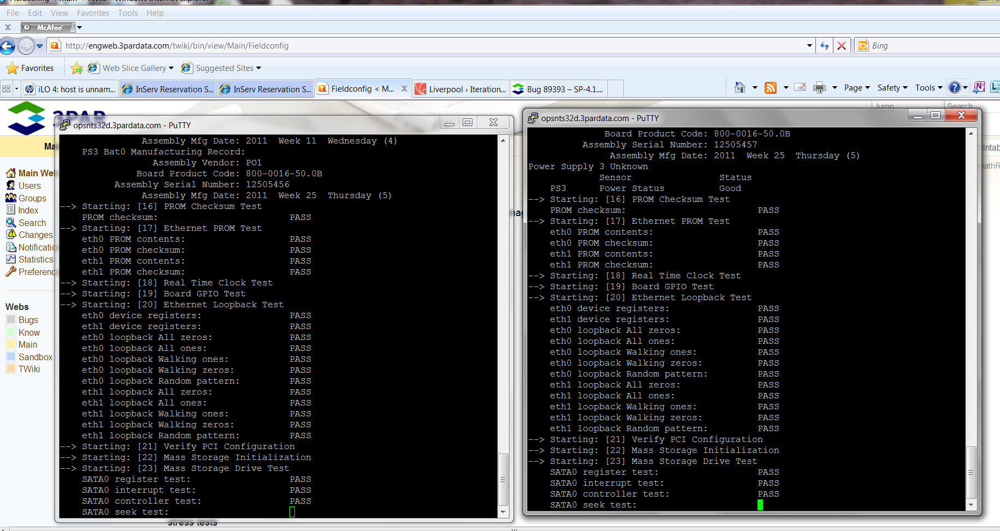 Fieldconfig < Main < TWiki - Windows Internet Explorer
File Edit View Favorites Tools Help
X McAfee
http://engweb.3pardata.com/twiki/bin/view/Main/Fieldconfig Bing
Favorites Web Slice Gallery Suggested Sites
iLO 4: host is unnam... InServ Reservation S... InServ Reservation S... Fieldconfig < M... X Liverpool › Iteration... Bug 89393 – SP-4.1.... Page Safety Tools
Jump Search
3PAR
Main Web
Users
Groups
Index
Search
Changes
Notificatio
Statistics
Preferenc
Webs
Bugs
Know
Main
Sandbox
TWiki
opsnts32d.3pardata.com - PuTTY
Assembly Mfg Date: 2011 Week 11 Wednesday (4)
PS3 Bat0 Manufacturing Record:
Assembly Vendor: PO1
Board Product Code: 800-0016-50.0B
Assembly Serial Number: 12505456
Assembly Mfg Date: 2011 Week 25 Thursday (5)
--> Starting: [16] PROM Checksum Test
PROM checksum: PASS
--> Starting: [17] Ethernet PROM Test
eth0 PROM contents: PASS
eth0 PROM checksum: PASS
eth1 PROM contents: PASS
eth1 PROM checksum: PASS
--> Starting: [18] Real Time Clock Test
--> Starting: [19] Board GPIO Test
--> Starting: [20] Ethernet Loopback Test
eth0 device registers: PASS
eth1 device registers: PASS
eth0 loopback All zeros: PASS
eth0 loopback All ones: PASS
eth0 loopback Walking ones: PASS
eth0 loopback Walking zeros: PASS
eth0 loopback Random pattern: PASS
eth1 loopback All zeros: PASS
eth1 loopback All ones: PASS
eth1 loopback Walking ones: PASS
eth1 loopback Walking zeros: PASS
eth1 loopback Random pattern: PASS
--> Starting: [21] Verify PCI Configuration
--> Starting: [22] Mass Storage Initialization
--> Starting: [23] Mass Storage Drive Test
SATA0 register test: PASS
SATA0 interrupt test: PASS
SATA0 controller test: PASS
SATA0 seek test:
opsnts32d.3pardata.com - PuTTY
Board Product Code: 800-0016-50.0B
Assembly Serial Number: 12505457
Assembly Mfg Date: 2011 Week 25 Thursday (5)
Power Supply 3 Unknown
Sensor Status
PS3 Power Status Good
--> Starting: [16] PROM Checksum Test
PROM checksum: PASS
--> Starting: [17] Ethernet PROM Test
eth0 PROM contents: PASS
eth0 PROM checksum: PASS
eth1 PROM contents: PASS
eth1 PROM checksum: PASS
--> Starting: [18] Real Time Clock Test
--> Starting: [19] Board GPIO Test
--> Starting: [20] Ethernet Loopback Test
eth0 device registers: PASS
eth1 device registers: PASS
eth0 loopback All zeros: PASS
eth0 loopback All ones: PASS
eth0 loopback Walking ones: PASS
eth0 loopback Walking zeros: PASS
eth0 loopback Random pattern: PASS
eth1 loopback All zeros: PASS
eth1 loopback All ones: PASS
eth1 loopback Walking ones: PASS
eth1 loopback Walking zeros: PASS
eth1 loopback Random pattern: PASS
--> Starting: [21] Verify PCI Configuration
--> Starting: [22] Mass Storage Initialization
--> Starting: [23] Mass Storage Drive Test
SATA0 register test: PASS
SATA0 interrupt test: PASS
SATA0 controller test: PASS
SATA0 seek test:
stress tests